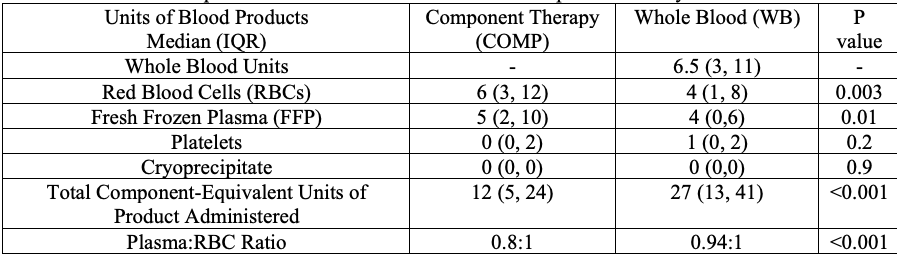 Units of Blood Products Component Therapy Whole Blood (WB) P
Median (IQR) (COMP) value
Whole Blood Units - 6.5 (3, 11) -
Red Blood Cells (RBCs) 6 (3, 12) 4 (1, 8) 0.003
Fresh Frozen Plasma (FFP) 5 (2, 10) 4 (0,6) 0.01
Platelets 0 (0, 2) 1 (0, 2) 0.2
Cryoprecipitate 0 (0, 0) 0 (0,0) 0.9
Total Component-Equivalent Units of 12 (5, 24) 27 (13, 41) <0.001
Product Administered
Plasma:RBC Ratio 0.8:1 0.94:1 <0.001